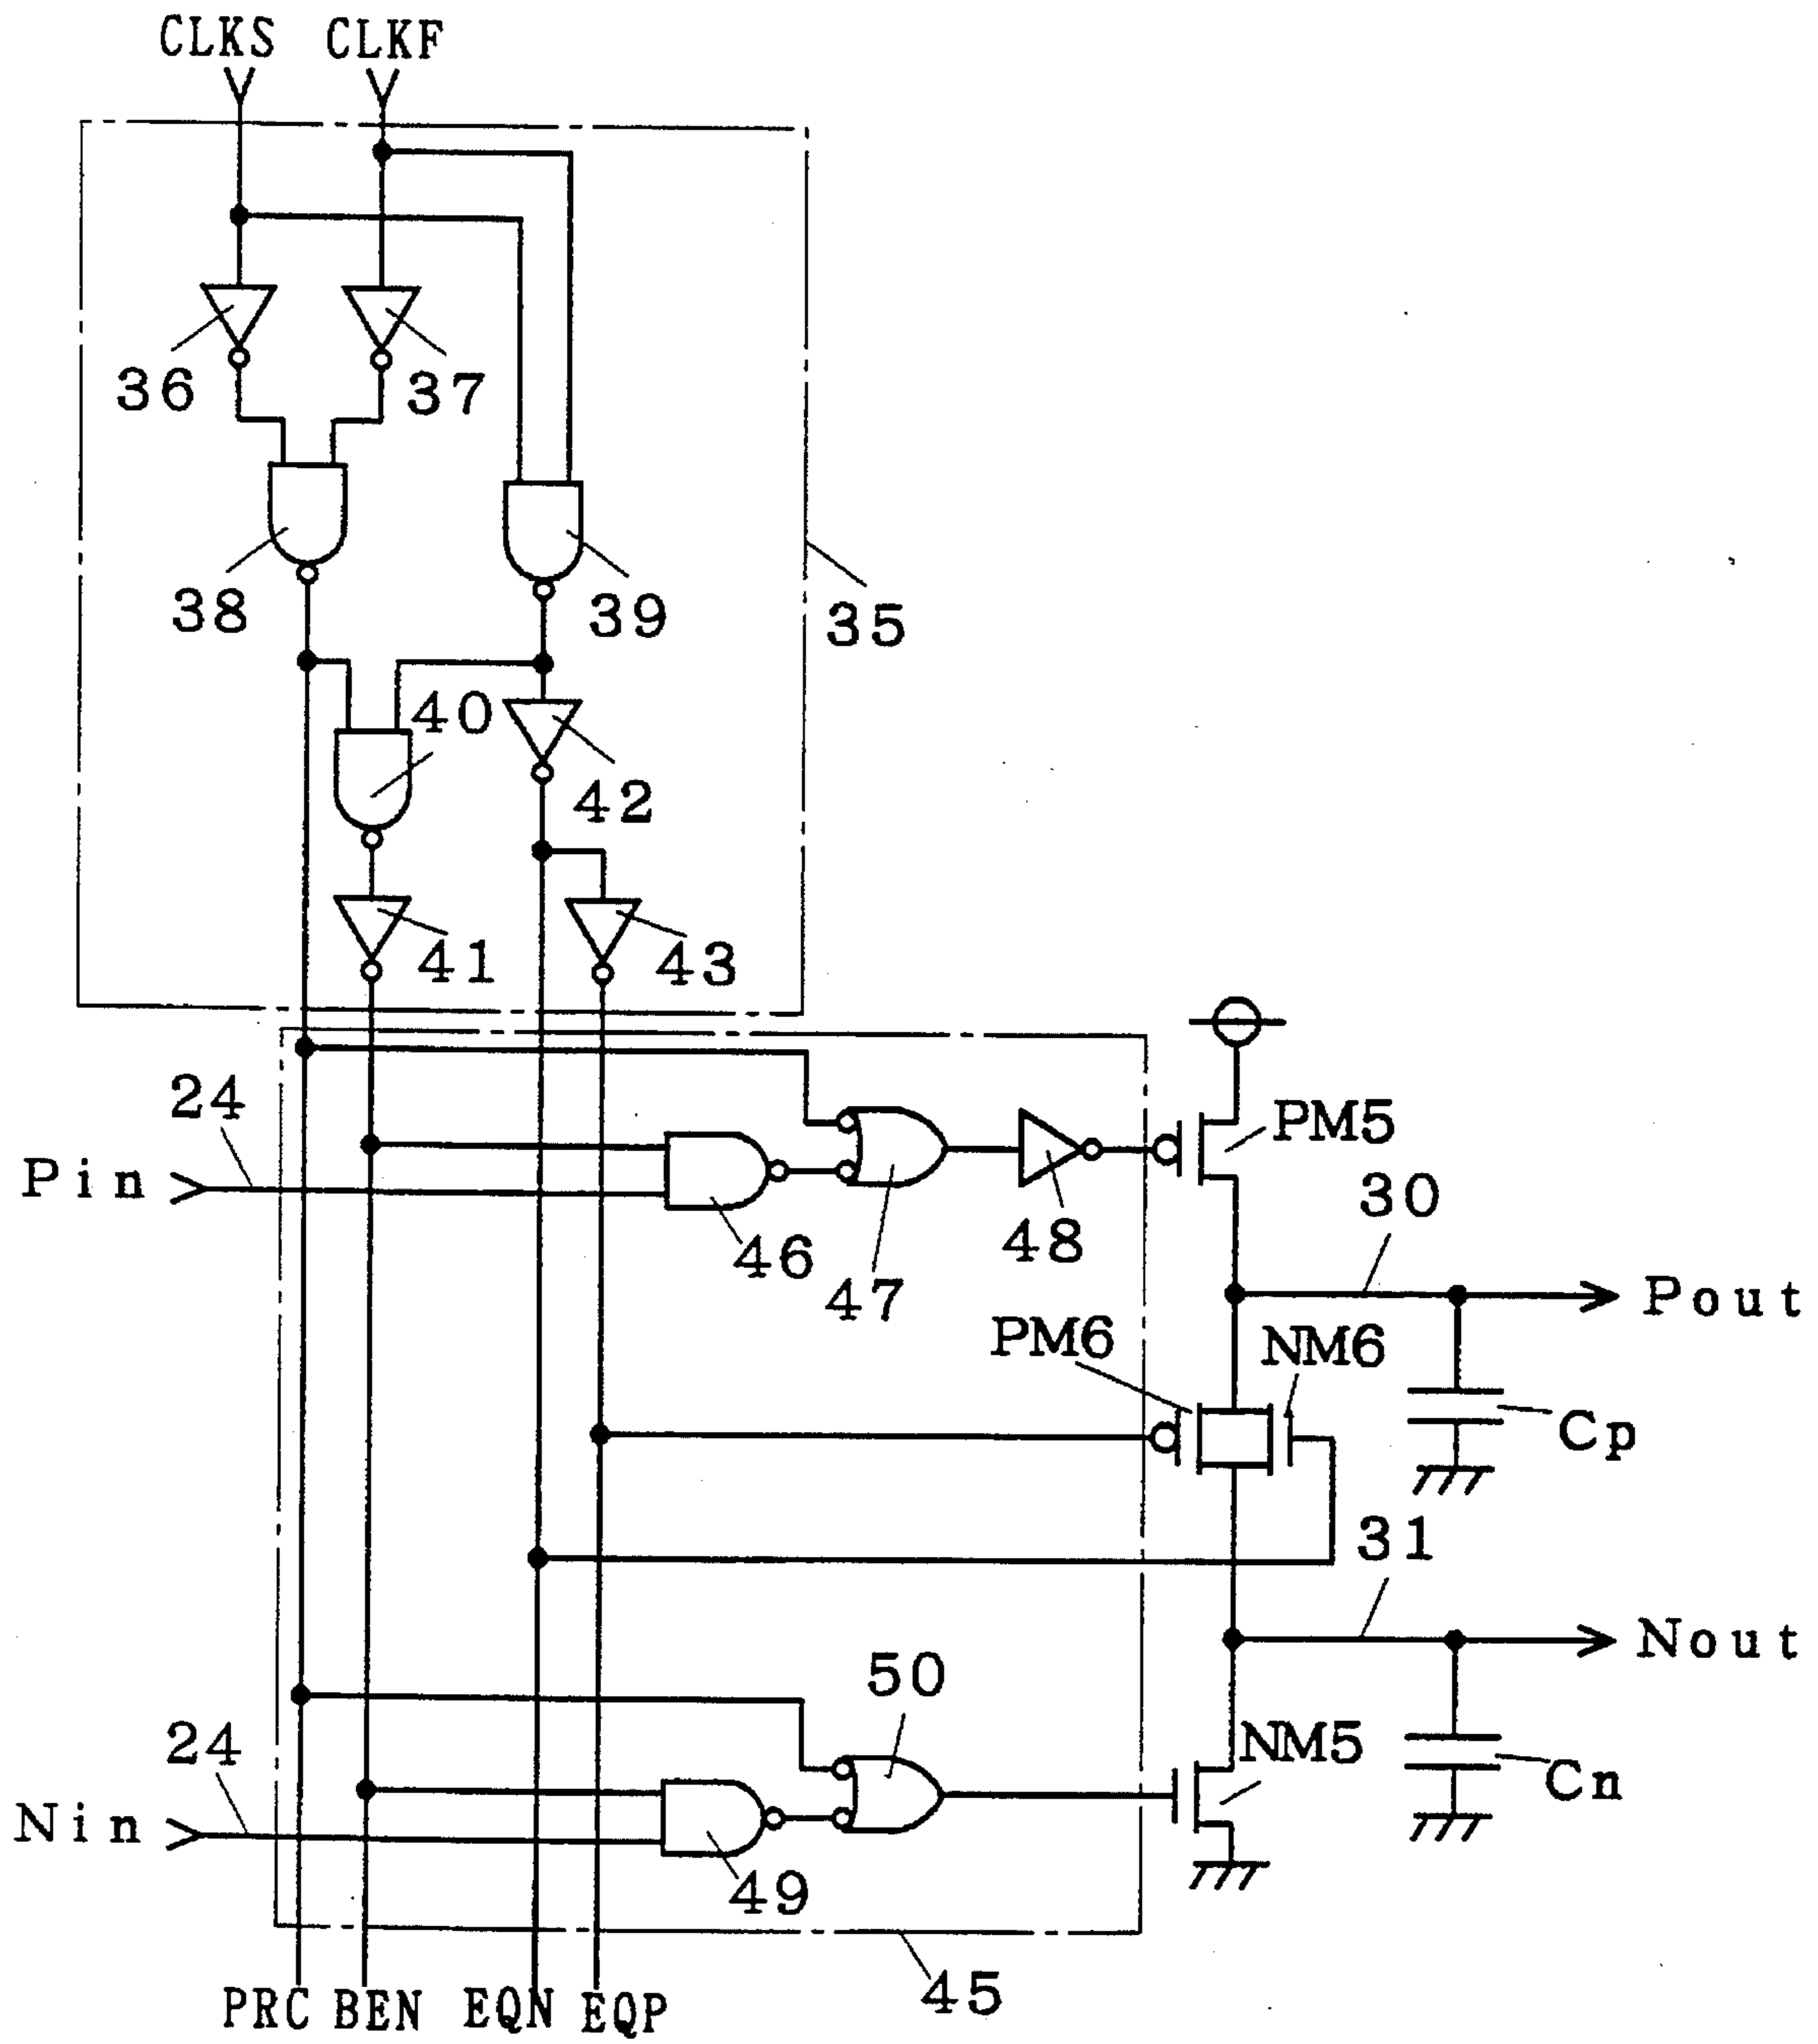 CLKS CLKF
36 37
38 39 35
40
42
41 43
24 PM5
Pin 30
46 48
47 Pout
PM6 NM6
Cp
31
Nout
50
24 NM5
Cn
Nin
49
45
PRC BEN EQN EQP